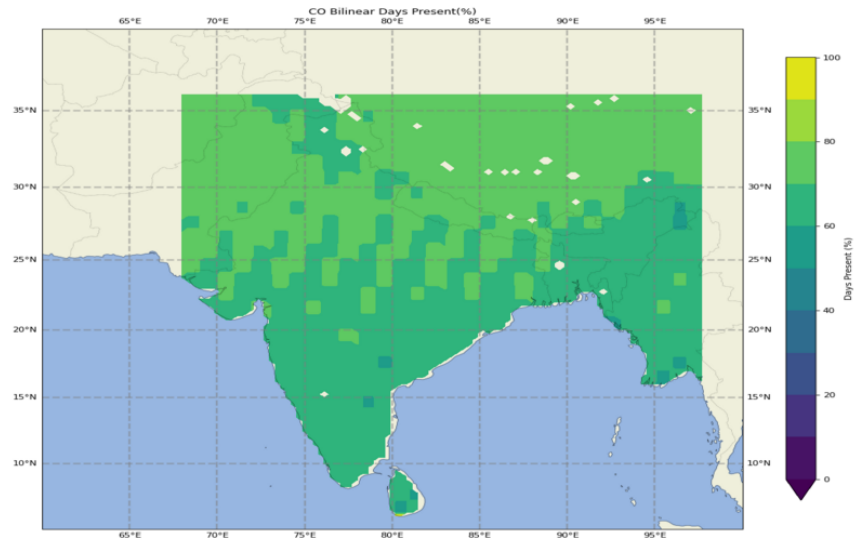 CO Bilinear Days Present(%)
65°E 70°E 75°E 80°E 85°E 90°E 95°E
35°N 35°N
30°N 30°N
25°N 25°N
20°N 20°N
15°N 15°N
10°N 10°N
65°E 70°E 75°E 80°E 85°E 90°E 95°E
100
80
60
40
20
0
Days Present (%)